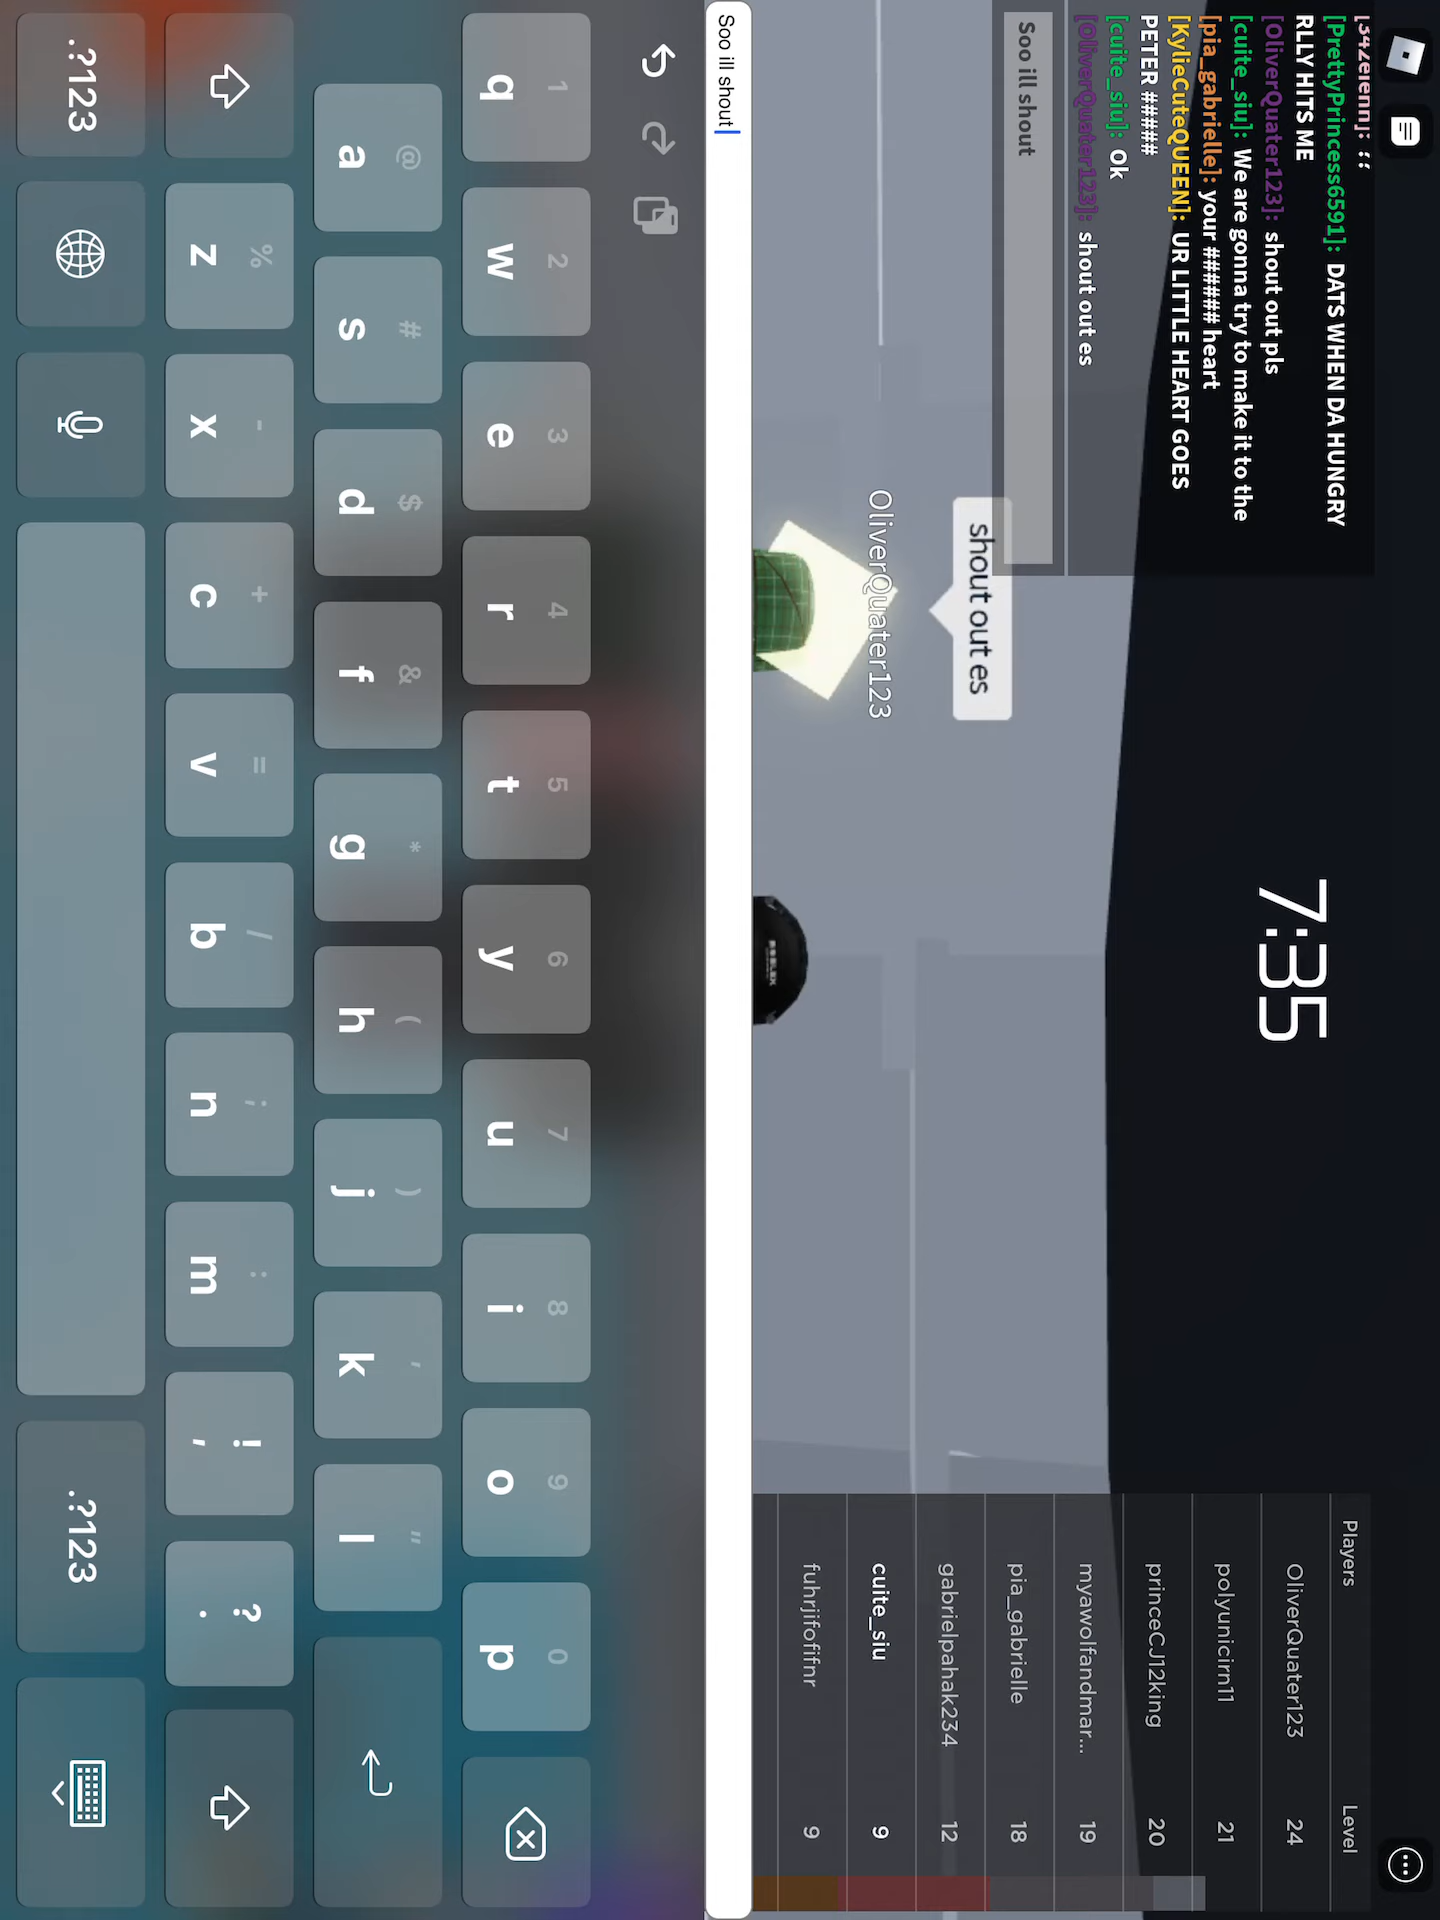 [PrettyPrincess6591]: DATS WHEN DA HUNGRY
RLLY HITS ME
[OliverQuater123]: shout out pls
[cuite_siu]: We are gonna try to make it to the
[pia_gabrielle]: your ###### heart
[KylieCuteQUEEN]: UR LITTLE HEART GOES
PETER #####
[cuite_siu]: Ok
[OliverQuater123]: shout out es
Soo ill shout
7:35
Players Level
OliverQuater123 24
polyunicirn11 21
princeCJ12king 20
myawolfandmar... 19
pia_gabrielle 18
gabrielpahak234 12
cuite_siu 9
fuhrjifofifnr 9
shout out es
OliverQuater123
Soo ill shout
1 2 3 4 5 6 7 8 9 0
q w e r t y u i o p
@ # $ & * ( ) ' "
a s d f g h j k l
% - + = / ; : ! ?
z x c v b n m , .
.?123 .?123